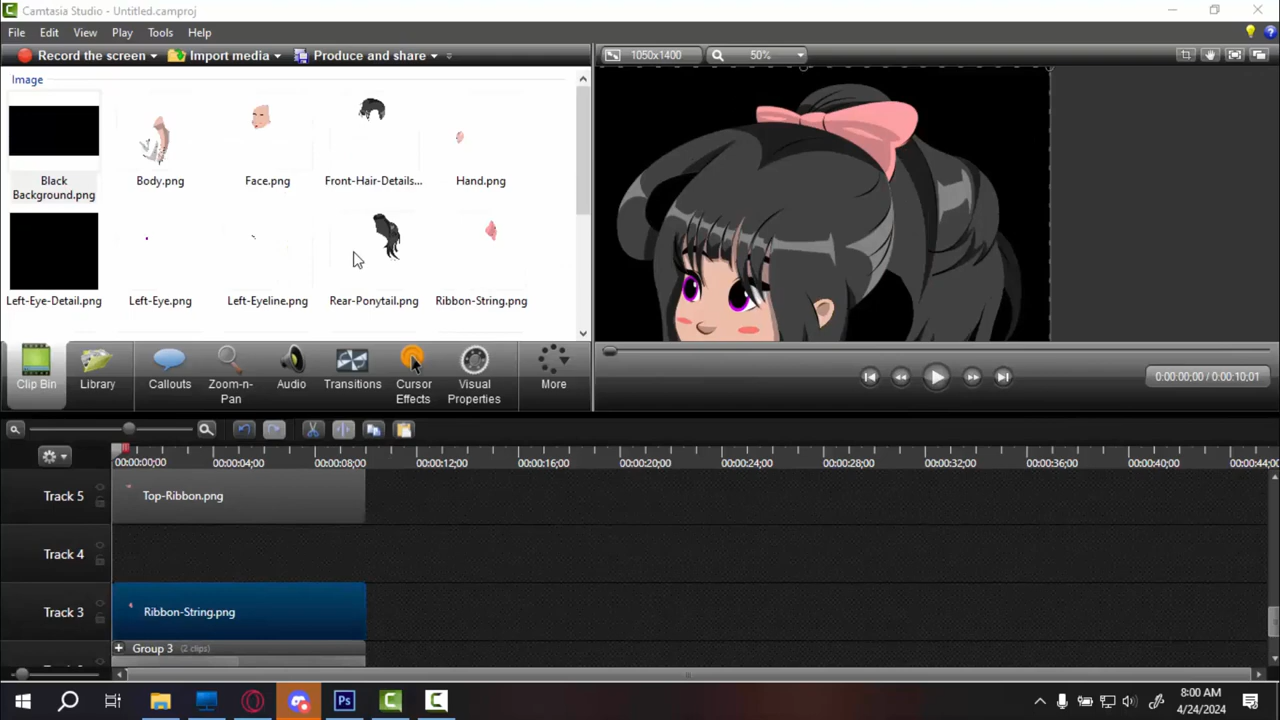 Camtasia Studio - Untitled.camproj
File Edit View Play Tools Help
Record the screen Import media Produce and share
1050x1400 50%
Image
Black Background.png
Body.png
Face.png
Front-Hair-Details...
Hand.png
Left-Eye-Detail.png
Left-Eye.png
Left-Eyeline.png
Rear-Ponytail.png
Ribbon-String.png
Clip Bin
Library
Callouts
Zoom-n-Pan
Audio
Transitions
Cursor Effects
Visual Properties
More
0:00:00;00 / 0:00:10;01
00:00:00;00 00:00:04;00 00:00:08;00 00:00:12;00 00:00:16;00 00:00:20;00 00:00:24;00 00:00:28;00 00:00:32;00 00:00:36;00 00:00:40;00 00:00:44;00
Track 5 Top-Ribbon.png
Track 4
Track 3 Ribbon-String.png
Group 3 (2 clips)
8:00 AM
4/24/2024